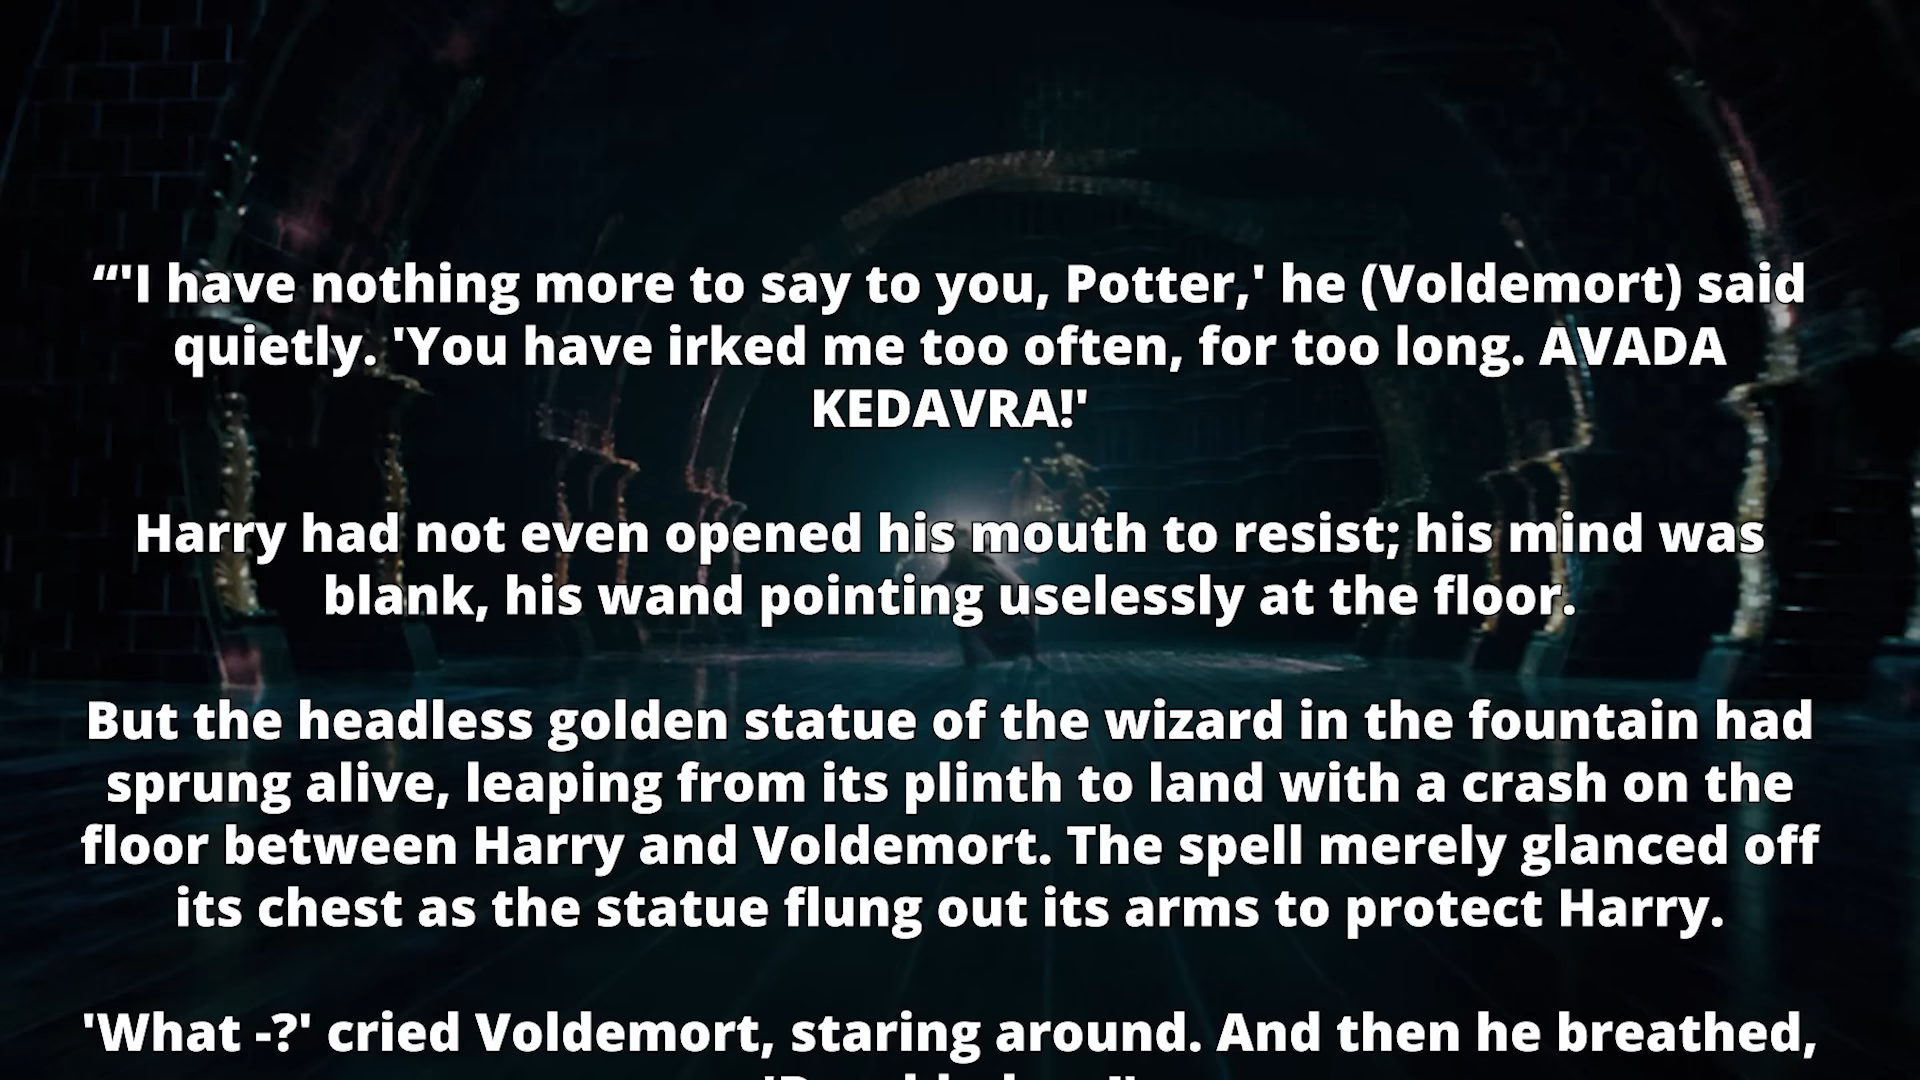 “'I have nothing more to say to you, Potter,' he (Voldemort) said
quietly. 'You have irked me too often, for too long. AVADA
KEDAVRA!'
Harry had not even opened his mouth to resist; his mind was
blank, his wand pointing uselessly at the floor.
But the headless golden statue of the wizard in the fountain had
sprung alive, leaping from its plinth to land with a crash on the
floor between Harry and Voldemort. The spell merely glanced off
its chest as the statue flung out its arms to protect Harry.
'What -?' cried Voldemort, staring around. And then he breathed,